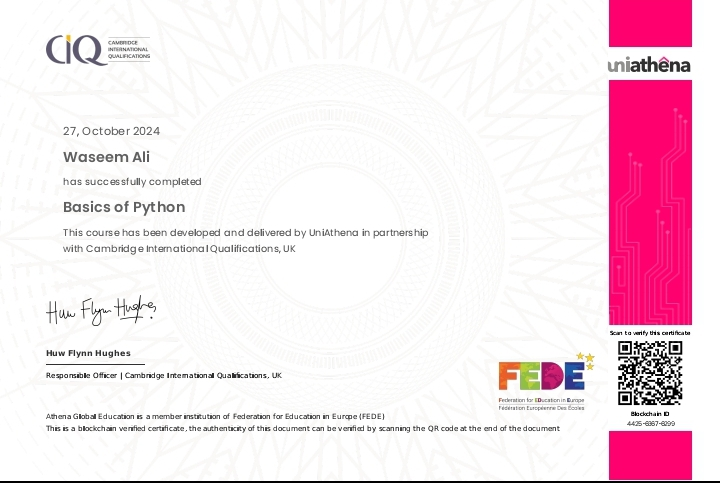 CIQ
CAMBRIDGE
INTERNATIONAL
QUALIFICATIONS
uniathena
27, October 2024
Waseem Ali
has successfully completed
Basics of Python
This course has been developed and delivered by UniAthena in partnership
with Cambridge International Qualifications, UK
Huw Flynn Hughes
Huw Flynn Hughes
Responsible Officer | Cambridge International Qualifications, UK
FEDE
Federation for EDucation in Europe
Fédération Européenne Des Écoles
Scan to verify this certificate
Blockchain ID
4425-6967-6299
Athena Global Education is a member institution of Federation for Education in Europe (FEDE)
This is a blockchain verified certificate, the authenticity of this document can be verified by scanning the QR code at the end of the document